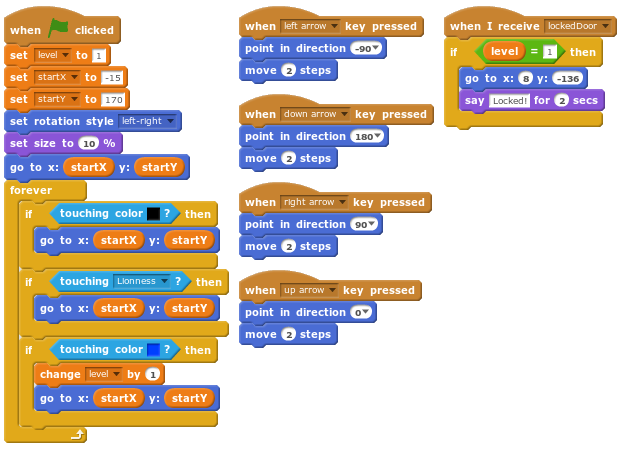 when clicked
set level to 1
set startX to -15
set startY to 170
set rotation style left-right
set size to 10 %
go to x: startX y: startY
forever
if touching color ? then
go to x: startX y: startY
if touching Lionness ? then
go to x: startX y: startY
if touching color ? then
change level by 1
go to x: startX y: startY
when left arrow key pressed
point in direction -90
move 2 steps
when down arrow key pressed
point in direction 180
move 2 steps
when right arrow key pressed
point in direction 90
move 2 steps
when up arrow key pressed
point in direction 0
move 2 steps
when I receive lockedDoor
if level = 1 then
go to x: 8 y: -136
say Locked! for 2 secs